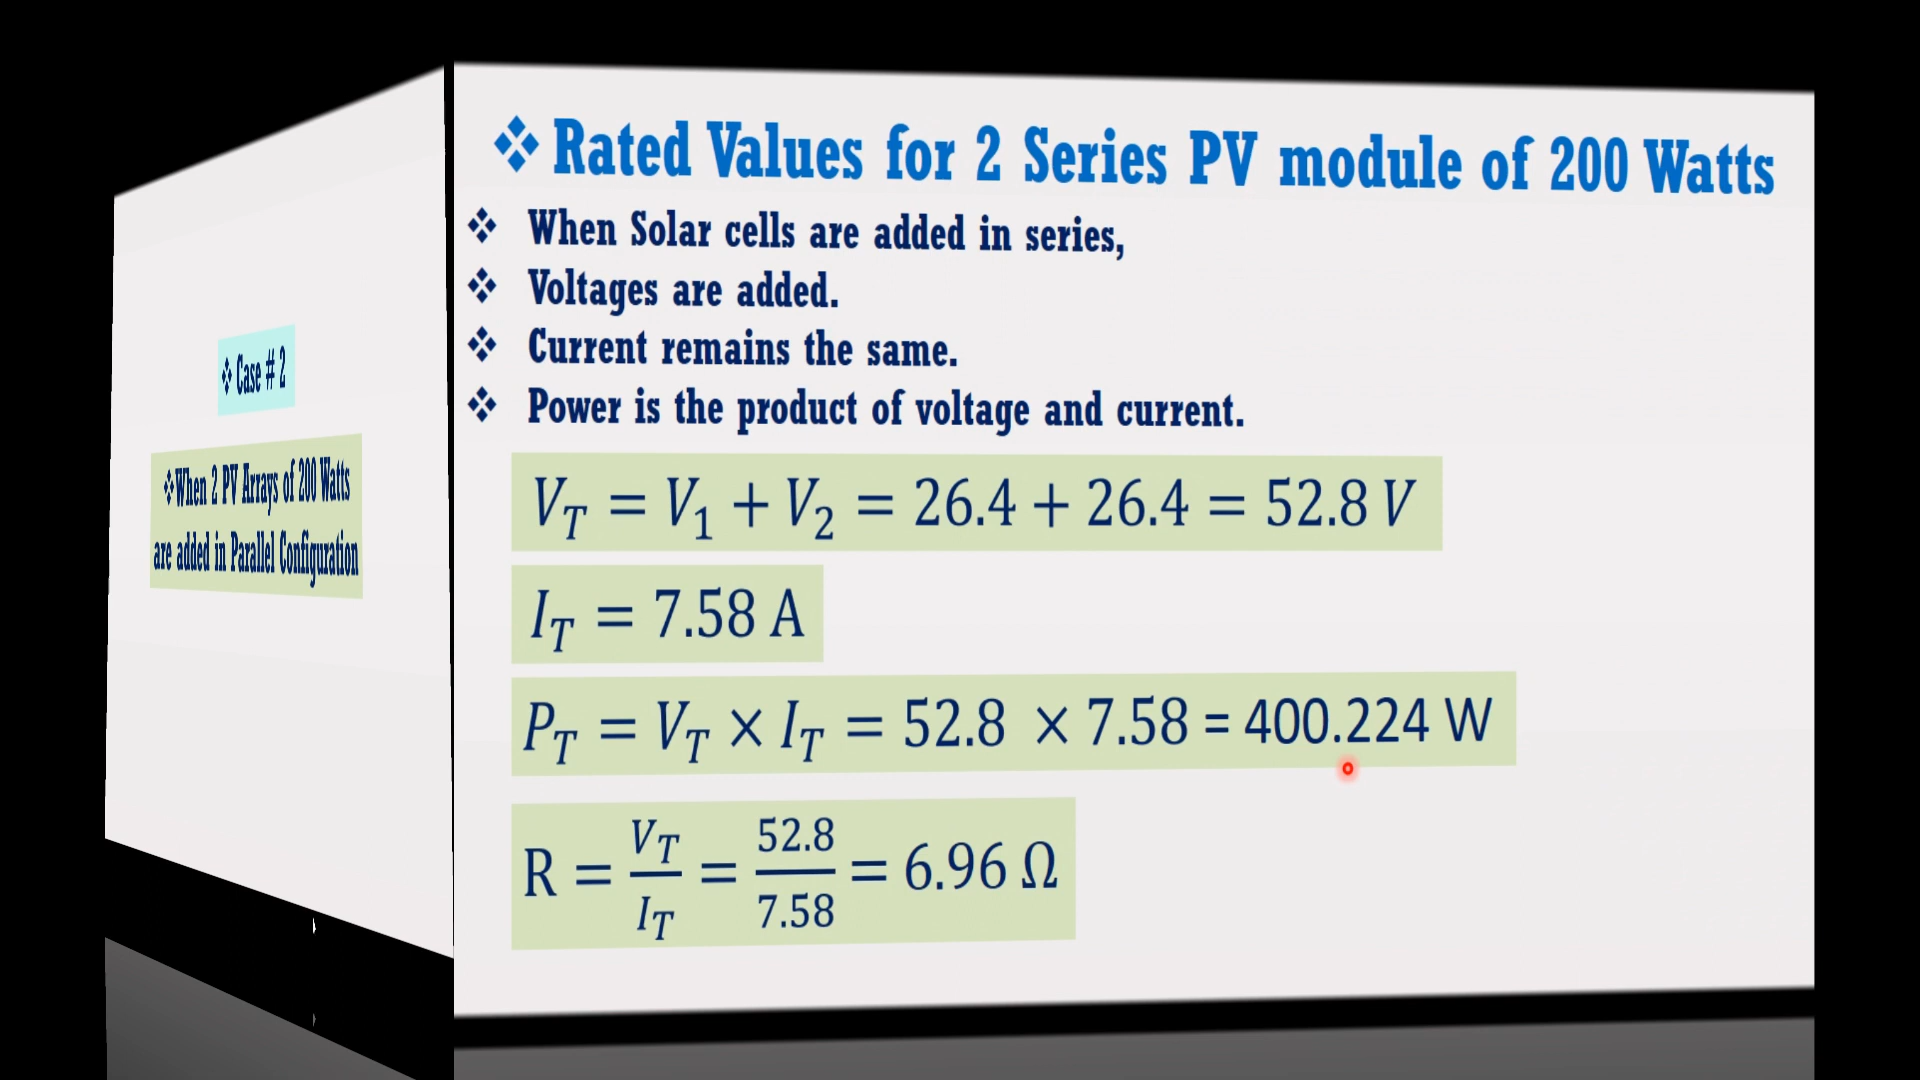 ❖ Case # 2
❖When 2 PV Arrays of 200 Watts
are added in Parallel Configuration
❖Rated Values for 2 Series PV module of 200 Watts
❖ When Solar cells are added in series,
❖ Voltages are added.
❖ Current remains the same.
❖ Power is the product of voltage and current.
V_T = V_1 + V_2 = 26.4 + 26.4 = 52.8 V
I_T = 7.58 A
P_T = V_T × I_T = 52.8 × 7.58 = 400.224 W
R = V_T/I_T = 52.8/7.58 = 6.96 Ω